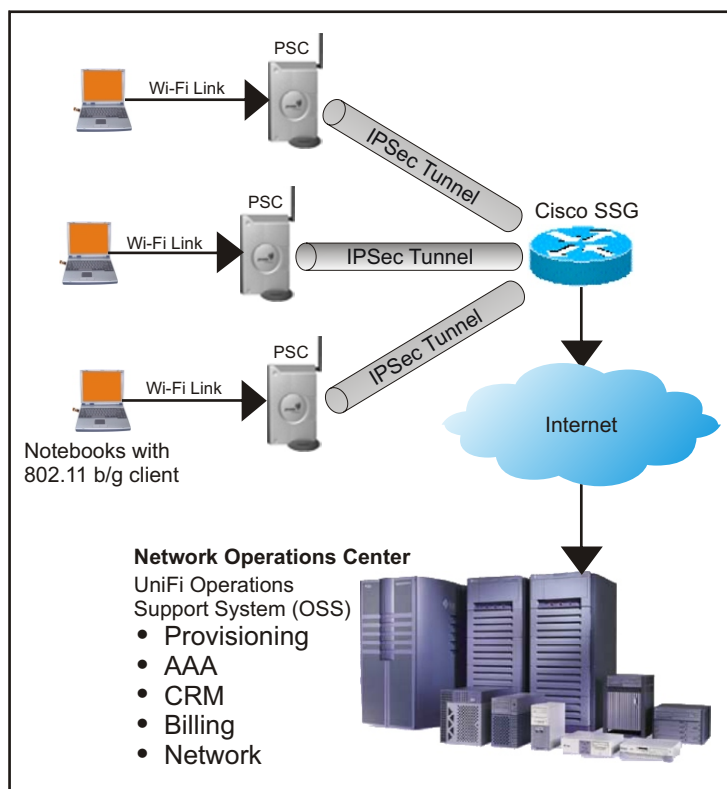 PSC
Wi-Fi Link
IPSec Tunnel
PSC
Cisco SSG
Wi-Fi Link
IPSec Tunnel
PSC
Wi-Fi Link
IPSec Tunnel
Internet
Notebooks with
802.11 b/g client
Network Operations Center
UniFi Operations
Support System (OSS)
• Provisioning
• AAA
• CRM
• Billing
• Network